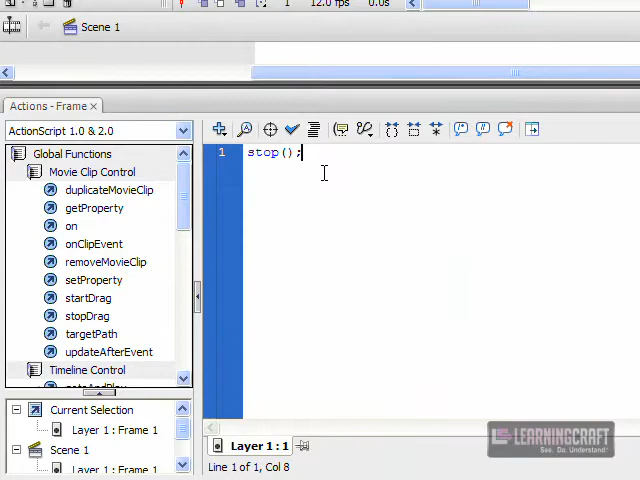 1 12.0 fps 0.0s
Scene 1
Actions - Frame ×
ActionScript 1.0 & 2.0
Global Functions
Movie Clip Control
duplicateMovieClip
getProperty
on
onClipEvent
removeMovieClip
setProperty
startDrag
stopDrag
targetPath
updateAfterEvent
Timeline Control
1 stop();
Current Selection
Layer 1 : Frame 1
Scene 1
Layer 1 : Frame 1
Layer 1 : 1
Line 1 of 1, Col 8
LEARNINGCRAFT
See. Do. Understand.